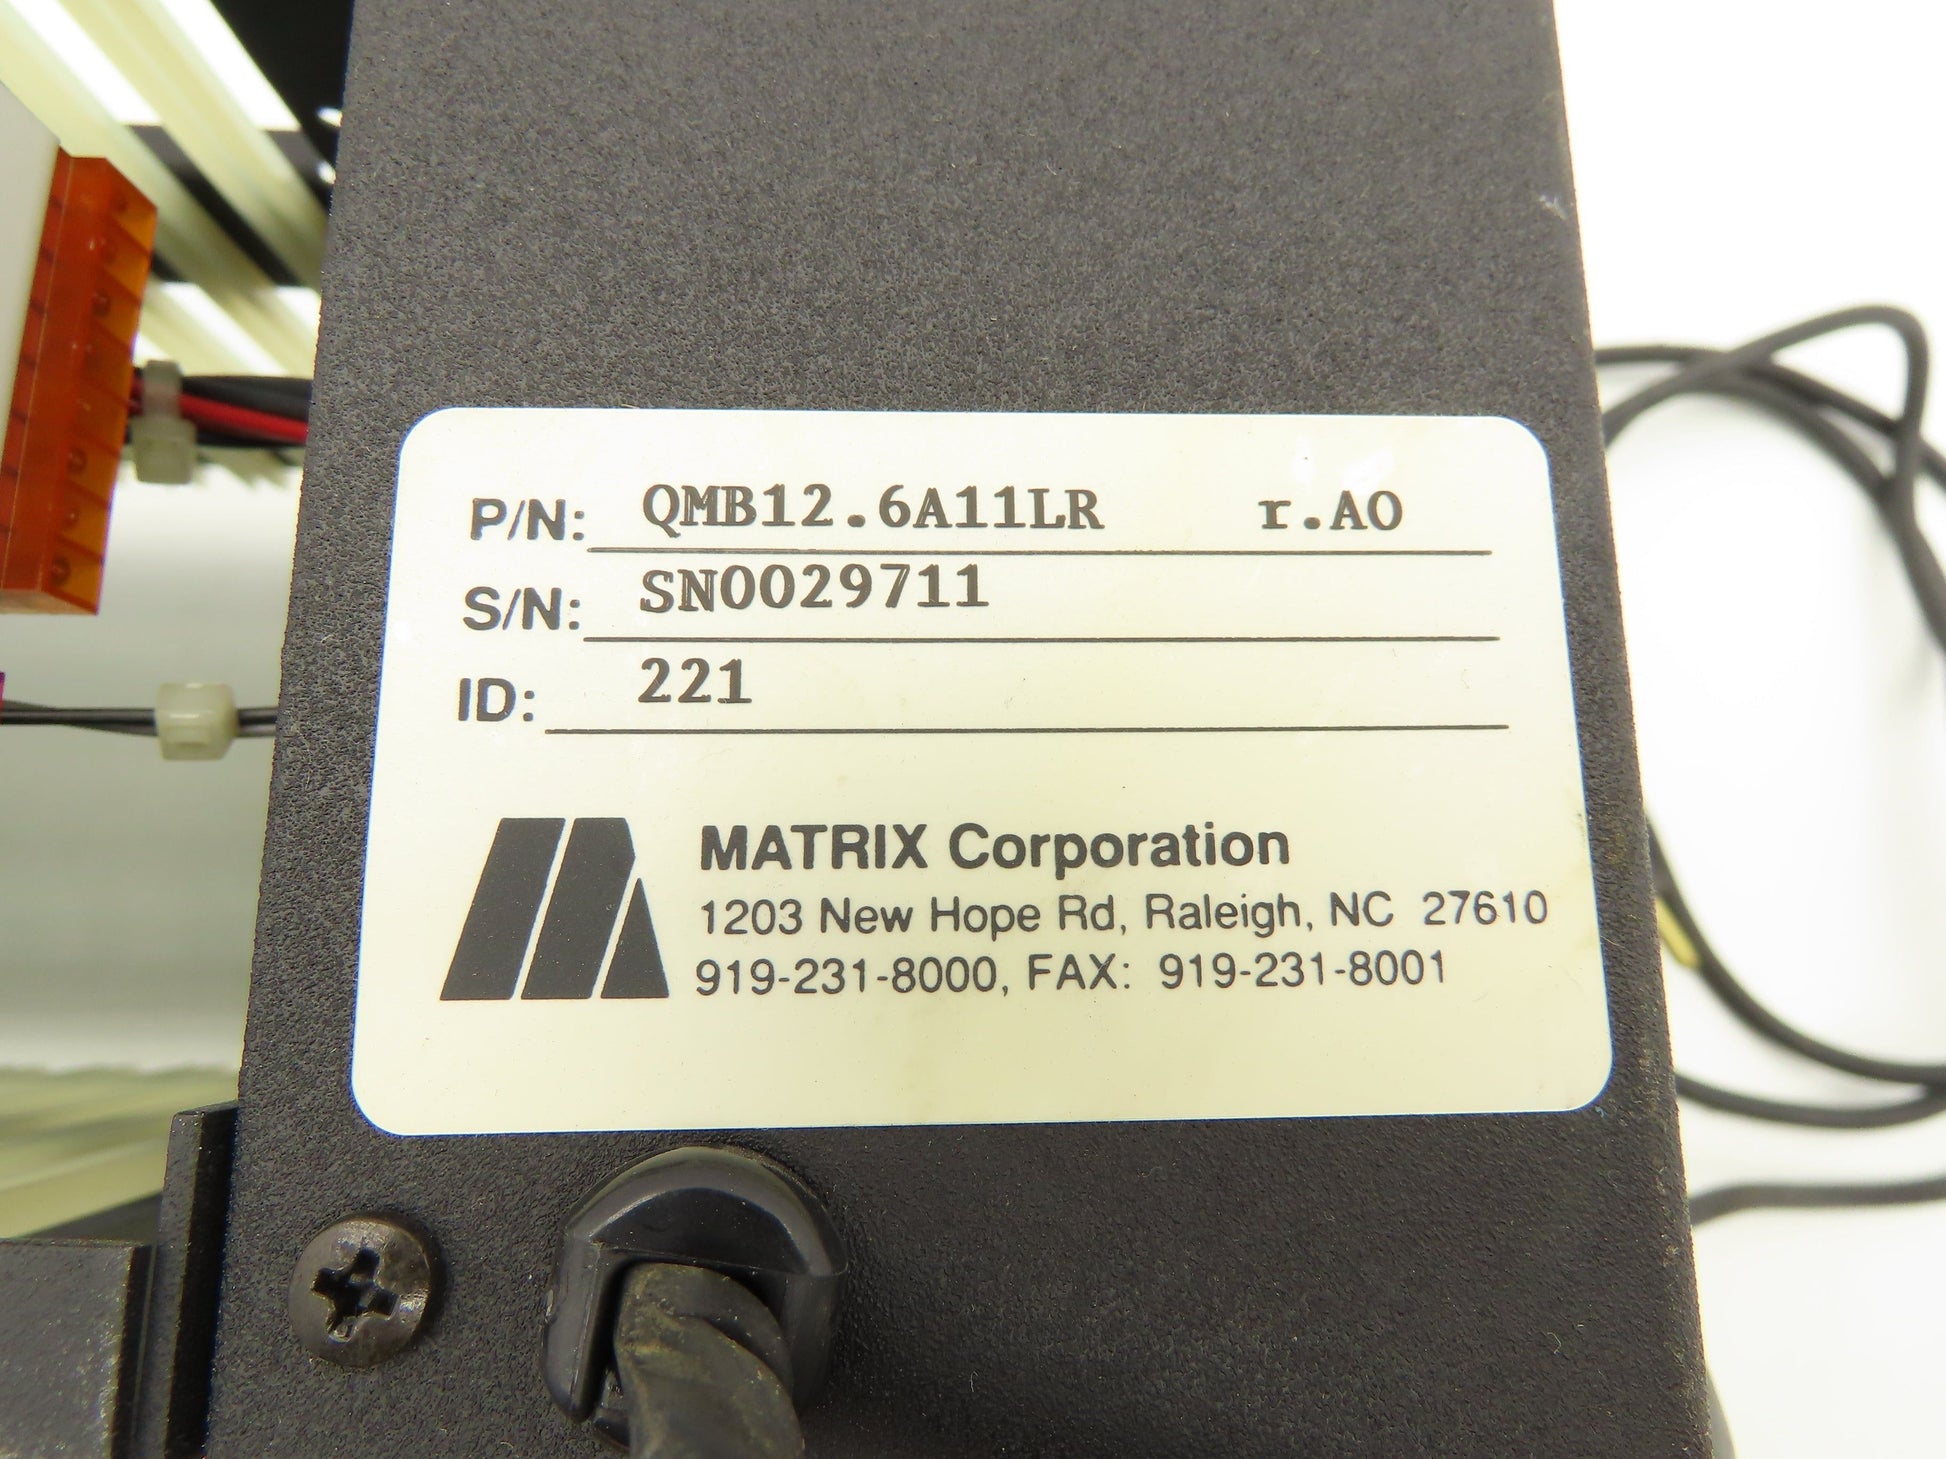 P/N: QMB12.6A11LR r.A0
S/N: SN0029711
ID: 221
MATRIX Corporation
1203 New Hope Rd, Raleigh, NC 27610
919-231-8000, FAX: 919-231-8001